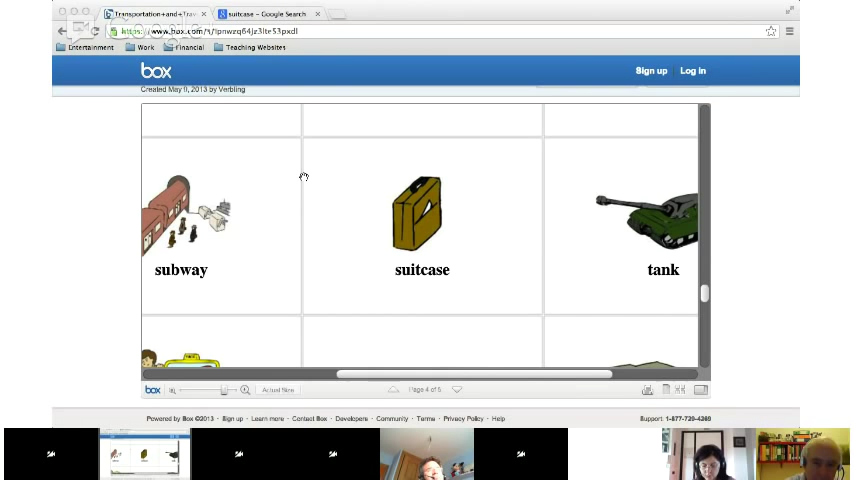 Transportation and Trav
suitcase - Google Search
https://www.box.com/s/lpnwzq64jz3lte53pxdl
Entertainment Work Financial Teaching Websites
box
Sign up Log In
Created May 9, 2013 by Verbling
subway
suitcase
tank
box
Actual Size
Page 4 of 5
Powered by Box ©2013 · Sign up · Learn more · Contact Box · Developers · Community · Terms · Privacy Policy · Help
Support: 1-877-729-4269